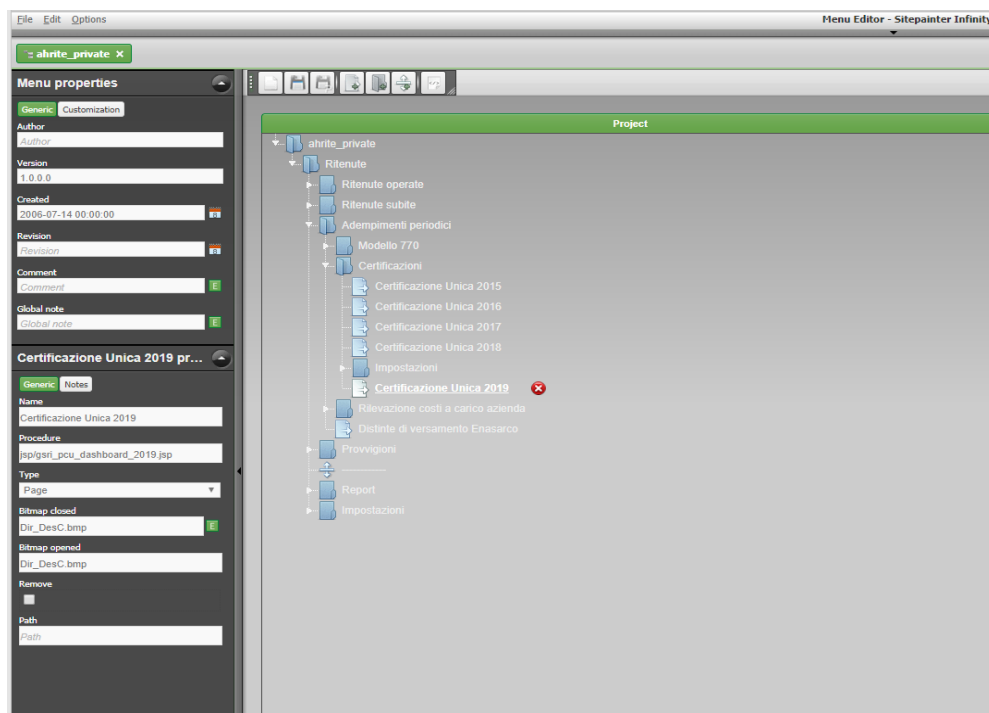 File Edit Options
Menu Editor - Sitepainter Infinity
ahrite_private ×
Menu properties
Generic Customization
Author
Author
Version
1.0.0.0
Created
2006-07-14 00:00:00
Revision
Revision
Comment
Comment E
Global note
Global note E
Certificazione Unica 2019 pr...
Generic Notes
Name
Certificazione Unica 2019
Procedure
jsp/gsri_pcu_dashboard_2019.jsp
Type
Page
Bitmap closed
Dir_DesC.bmp E
Bitmap opened
Dir_DesC.bmp
Remove
Path
Path
Project
ahrite_private
Ritenute
Ritenute operate
Ritenute subite
Adempimenti periodici
Modello 770
Certificazioni
Certificazione Unica 2015
Certificazione Unica 2016
Certificazione Unica 2017
Certificazione Unica 2018
Impostazioni
Certificazione Unica 2019
Rilevazione costi a carico azienda
Distinte di versamento Enasarco
Provvigioni
Report
Impostazioni